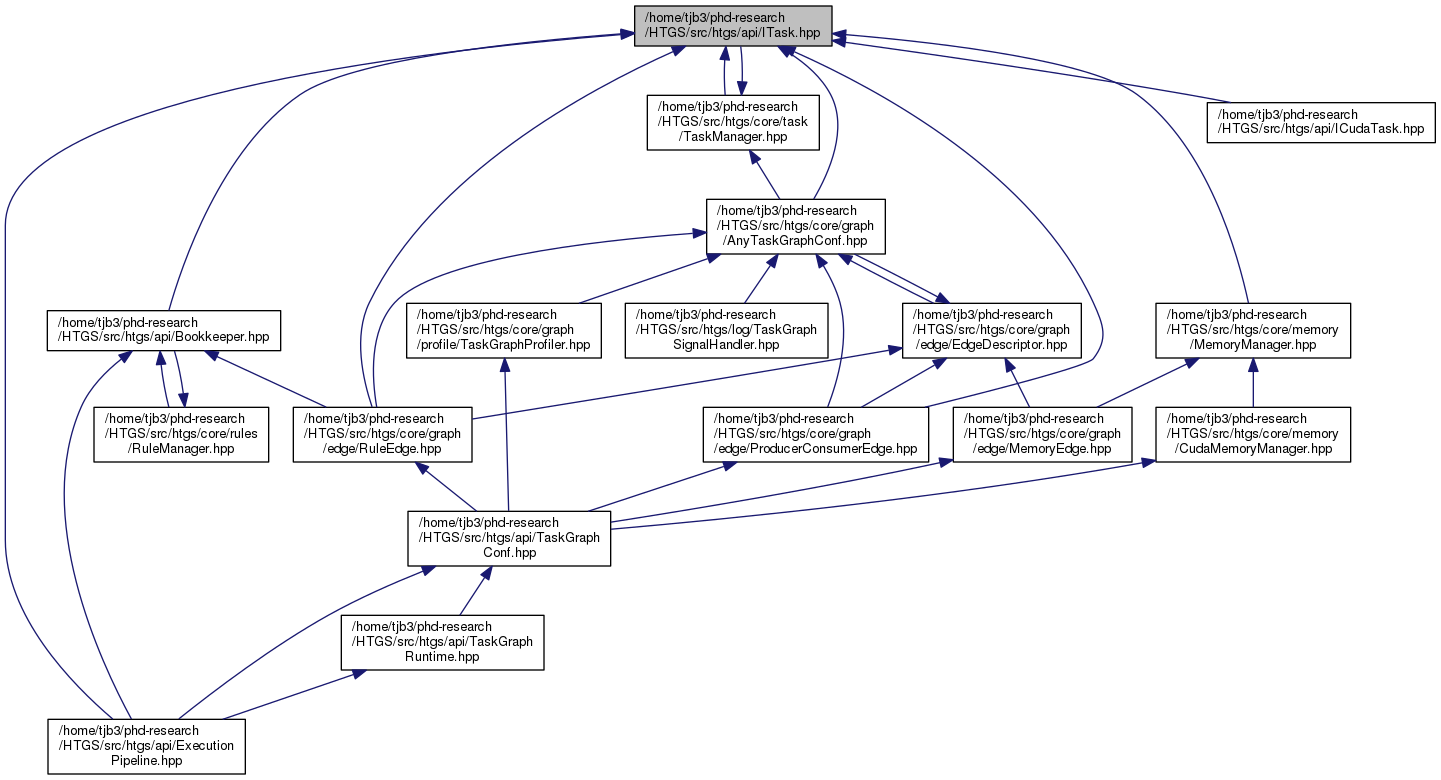 /home/tjb3/phd-research
/HTGS/src/htgs/api/ITask.hpp
/home/tjb3/phd-research
/HTGS/src/htgs/core/task
/TaskManager.hpp
/home/tjb3/phd-research
/HTGS/src/htgs/api/ICudaTask.hpp
/home/tjb3/phd-research
/HTGS/src/htgs/core/graph
/AnyTaskGraphConf.hpp
/home/tjb3/phd-research
/HTGS/src/htgs/api/Bookkeeper.hpp
/home/tjb3/phd-research
/HTGS/src/htgs/core/graph
/profile/TaskGraphProfiler.hpp
/home/tjb3/phd-research
/HTGS/src/htgs/log/TaskGraph
SignalHandler.hpp
/home/tjb3/phd-research
/HTGS/src/htgs/core/graph
/edge/EdgeDescriptor.hpp
/home/tjb3/phd-research
/HTGS/src/htgs/core/memory
/MemoryManager.hpp
/home/tjb3/phd-research
/HTGS/src/htgs/core/rules
/RuleManager.hpp
/home/tjb3/phd-research
/HTGS/src/htgs/core/graph
/edge/RuleEdge.hpp
/home/tjb3/phd-research
/HTGS/src/htgs/core/graph
/edge/ProducerConsumerEdge.hpp
/home/tjb3/phd-research
/HTGS/src/htgs/core/graph
/edge/MemoryEdge.hpp
/home/tjb3/phd-research
/HTGS/src/htgs/core/memory
/CudaMemoryManager.hpp
/home/tjb3/phd-research
/HTGS/src/htgs/api/TaskGraph
Conf.hpp
/home/tjb3/phd-research
/HTGS/src/htgs/api/TaskGraph
Runtime.hpp
/home/tjb3/phd-research
/HTGS/src/htgs/api/Execution
Pipeline.hpp